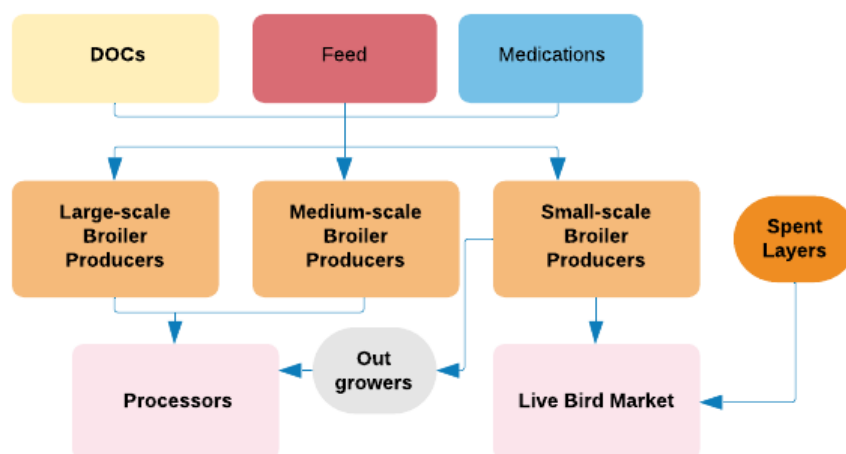 DOCs
Feed
Medications
Large-scale
Broiler
Producers
Medium-scale
Broiler
Producers
Small-scale
Broiler
Producers
Spent
Layers
Out
growers
Processors
Live Bird Market